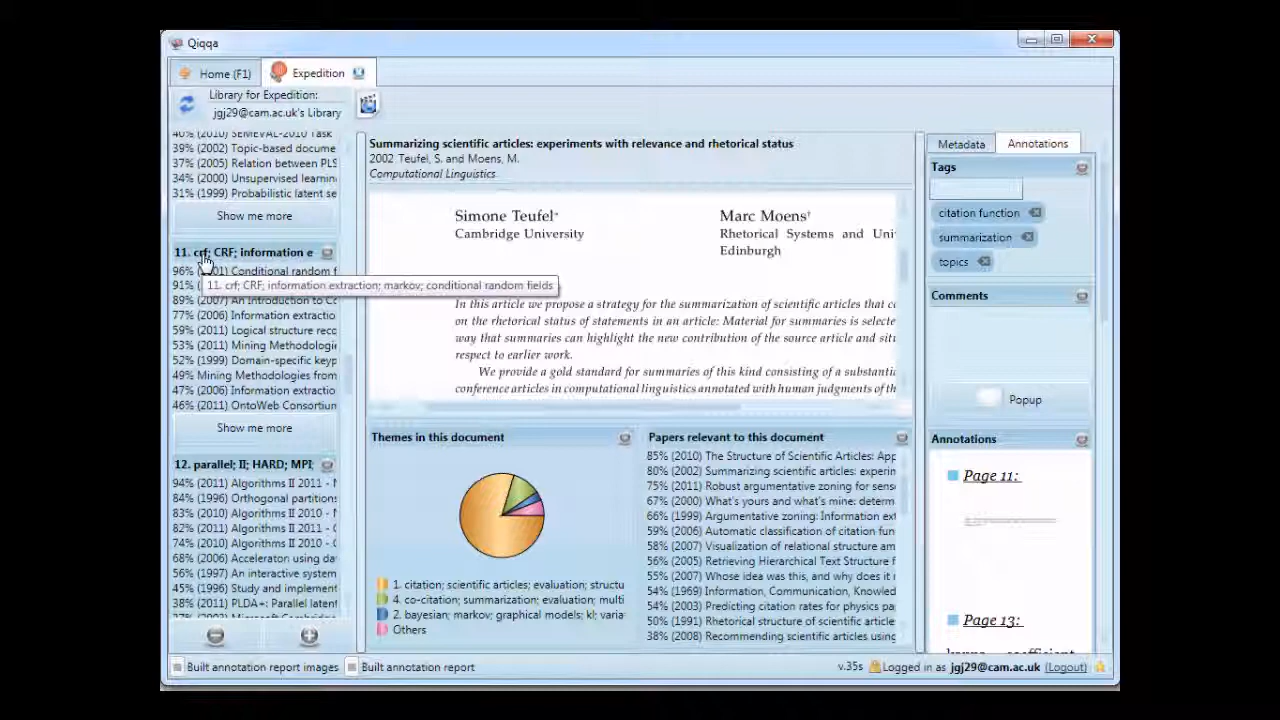 Qiqqa
Home (F1)
Expedition
Library for Expedition:
jgj29@cam.ac.uk's Library
40% (2010) SEMEVAL-2010 Task
39% (2002) Topic-based docume
37% (2005) Relation between PLS
34% (2000) Unsupervised learnin
31% (1999) Probabilistic latent se
Show me more
11. crf; CRF; information e
96% (2001) Conditional random f
91% (
11. crf; CRF; information extraction; markov; conditional random fields
89% (2007) An Introduction to Co
77% (2006) Information extractio
59% (2011) Logical structure reco
53% (2011) Mining Methodologie
52% (1999) Domain-specific keyp
49% Mining Methodologies from
47% (2006) Information extractio
46% (2011) OntoWeb Consortium
Show me more
12. parallel; II; HARD; MPI;
94% (2011) Algorithms II 2011 -
84% (1996) Orthogonal partitions
83% (2010) Algorithms II 2010 -
82% (2011) Algorithms II 2011 -
74% (2010) Algorithms II 2010 -
68% (2006) Acceleraton using da
56% (1997) An interactive system
45% (1996) Study and implement
38% (2011) PLDA+: Parallel latent
Summarizing scientific articles: experiments with relevance and rhetorical status
2002 Teufel, S. and Moens, M.
Computational Linguistics
Simone Teufel*
Cambridge University
Marc Moens†
Rhetorical Systems and Uni
Edinburgh
In this article we propose a strategy for the summarization of scientific articles that co
on the rhetorical status of statements in an article: Material for summaries is selecte
way that summaries can highlight the new contribution of the source article and situ
respect to earlier work.
We provide a gold standard for summaries of this kind consisting of a substantia
conference articles in computational linguistics annotated with human judgments of th
Themes in this document
1. citation; scientific articles; evaluation; structu
4. co-citation; summarization; evaluation; multi
2. bayesian; markov; graphical models; kl; varia
Others
Papers relevant to this document
85% (2010) The Structure of Scientific Articles: App
80% (2002) Summarizing scientific articles: experim
75% (2011) Robust argumentative zoning for sens
67% (2000) What's yours and what's mine: determ
66% (1999) Argumentative zoning: Information ext
59% (2006) Automatic classification of citation fun
58% (2007) Visualization of relational structure am
56% (2005) Retrieving Hierarchical Text Structure f
55% (2007) Whose idea was this, and why does it
54% (1969) Information, Communication, Knowled
54% (2003) Predicting citation rates for physics pa
50% (1991) Rhetorical structure of scientific article
38% (2008) Recommending scientific articles using
Metadata
Annotations
Tags
citation function
summarization
topics
Comments
Popup
Annotations
Page 11:
Page 13:
Built annotation report images
Built annotation report
v.35s
Logged in as jgj29@cam.ac.uk (Logout)